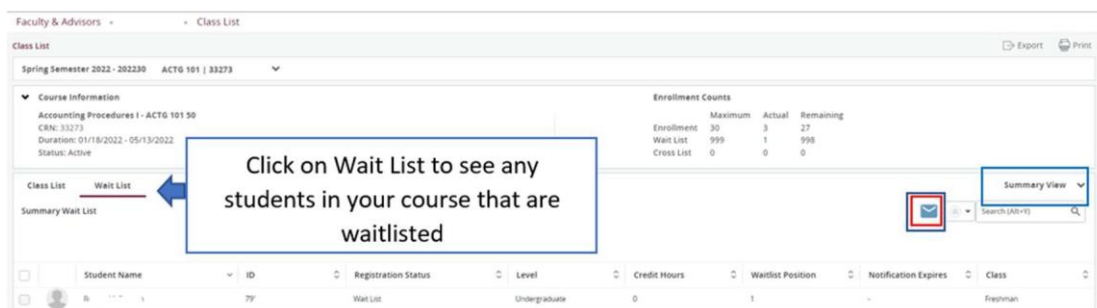 Faculty & Advisors • • Class List
Class List Export Print
Spring Semester 2022 - 202230 ACTG 101 | 33273
Course Information
Accounting Procedures I - ACTG 101 50
CRN: 33273
Duration: 01/18/2022 - 05/13/2022
Status: Active
Enrollment Counts
Maximum Actual Remaining
Enrollment 30 3 27
Wait List 999 1 998
Cross List 0 0 0
Click on Wait List to see any
students in your course that are
waitlisted
Class List Wait List Summary View
Summary Wait List Search (Alt+Y)
Student Name ID Registration Status Level Credit Hours Waitlist Position Notification Expires Class
79' Wait List Undergraduate 0 1 - Freshman